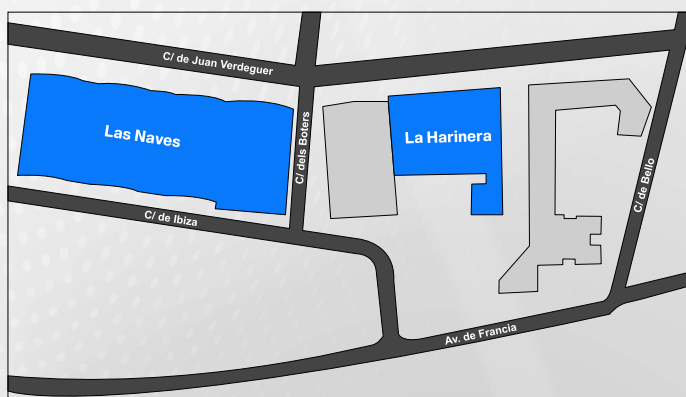 C/ de Juan Verdeguer
Las Naves
C/ dels Boters
La Harinera
C/ de Bello
C/ de Ibiza
Av. de Francia